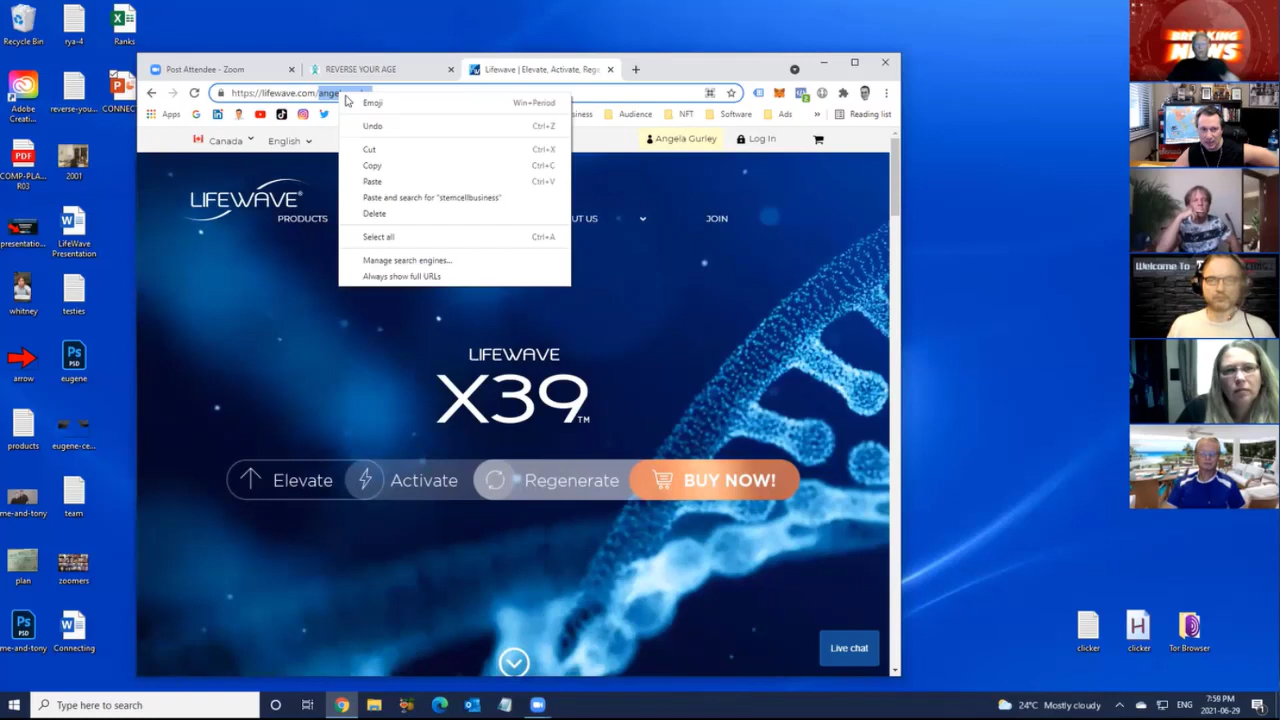 Recycle Bin
rya-4
Ranks
Adobe
Creati...
reverse-you...
CONNECT
COMP-PLA...
R03
2001
presentatio...
LifeWave
Presentation
whitney
testies
arrow
eugene
products
eugene-ce...
me-and-tony
team
plan
zoomers
me-and-tony
Connecting
Post Attendee - Zoom
REVERSE YOUR AGE
Lifewave | Elevate, Activate, Rege
https://lifewave.com/
Apps
Audience
NFT
Software
Ads
»
Reading list
Canada
English
Angela Gurley
Log In
Emoji Win+Period
Undo Ctrl+Z
Cut Ctrl+X
Copy Ctrl+C
Paste Ctrl+V
Paste and search for "stemcellbusiness"
Delete
Select all Ctrl+A
Manage search engines...
Always show full URLs
LIFEWAVE®
PRODUCTS
UT US
JOIN
LIFEWAVE
X39™
Elevate
Activate
Regenerate
BUY NOW!
Live chat
BREAKING
NEWS
Welcome To
clicker
clicker
Tor Browser
Type here to search
24°C Mostly cloudy
ENG
7:59 PM
2021-06-29